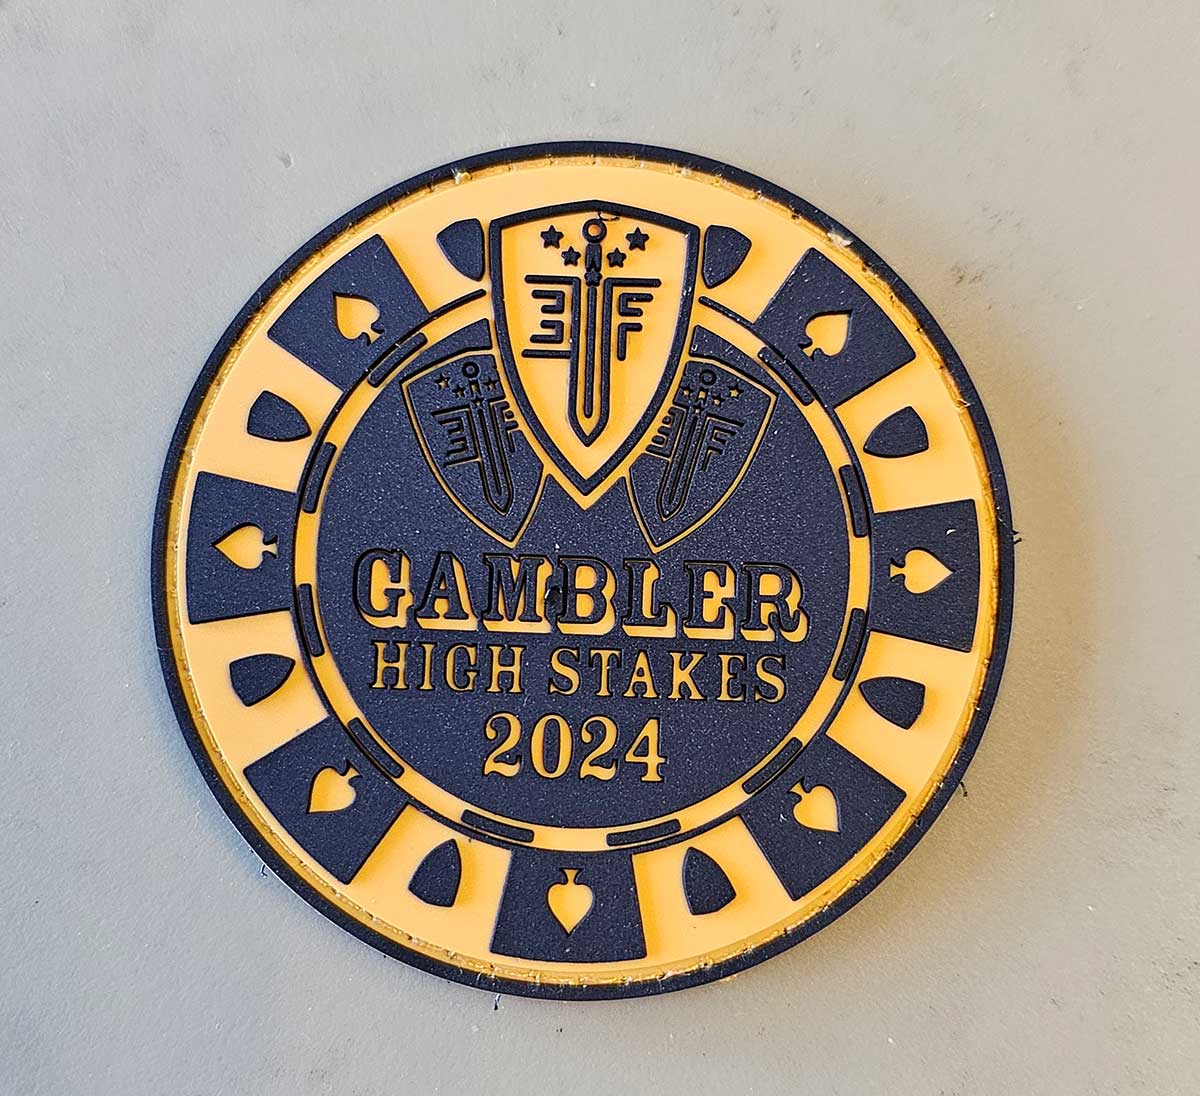 GAMBLER
HIGH STAKES
2024